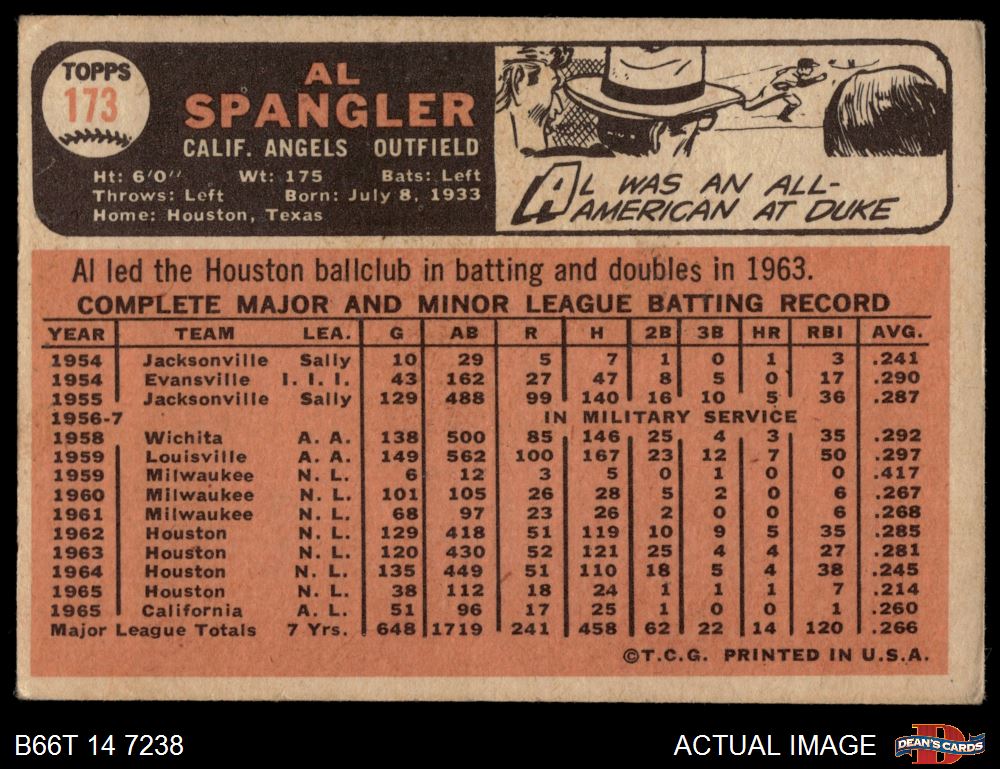 TOPPS
173
AL
SPANGLER
CALIF. ANGELS OUTFIELD
Ht: 6'0" Wt: 175 Bats: Left
Throws: Left Born: July 8, 1933
Home: Houston, Texas
AL WAS AN ALL-
AMERICAN AT DUKE
Al led the Houston ballclub in batting and doubles in 1963.
COMPLETE MAJOR AND MINOR LEAGUE BATTING RECORD
YEAR TEAM LEA. G AB R H 2B 3B HR RBI AVG.
1954 Jacksonville Sally 10 29 5 7 1 0 1 3 .241
1954 Evansville I. I. I. 43 162 27 47 8 5 0 17 .290
1955 Jacksonville Sally 129 488 99 140 16 10 5 36 .287
1956-7 IN MILITARY SERVICE
1958 Wichita A. A. 138 500 85 146 25 4 3 35 .292
1959 Louisville A. A. 149 562 100 167 23 12 7 50 .297
1959 Milwaukee N. L. 6 12 3 5 0 1 0 0 .417
1960 Milwaukee N. L. 101 105 26 28 5 2 0 6 .267
1961 Milwaukee N. L. 68 97 23 26 2 0 0 6 .268
1962 Houston N. L. 129 418 51 119 10 9 5 35 .285
1963 Houston N. L. 120 430 52 121 25 4 4 27 .281
1964 Houston N. L. 135 449 51 110 18 5 4 38 .245
1965 Houston N. L. 38 112 18 24 1 1 1 7 .214
1965 California A. L. 51 96 17 25 1 0 0 1 .260
Major League Totals 7 Yrs. 648 1719 241 458 62 22 14 120 .266
©T.C.G. PRINTED IN U.S.A.
B66T 14 7238
ACTUAL IMAGE
DEAN'S CARDS